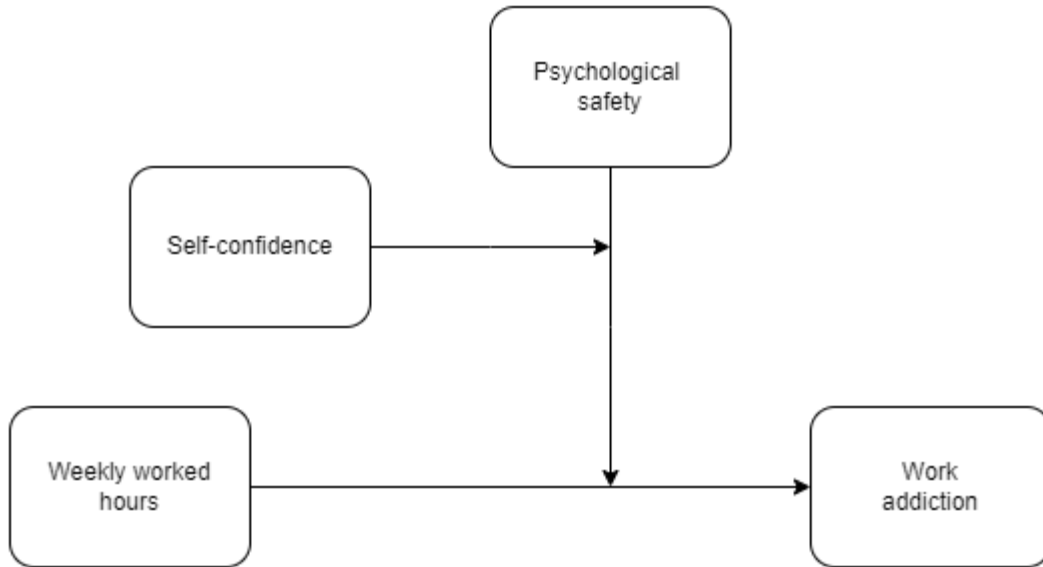 Psychological
safety
Self-confidence
Weekly worked
hours
Work
addiction